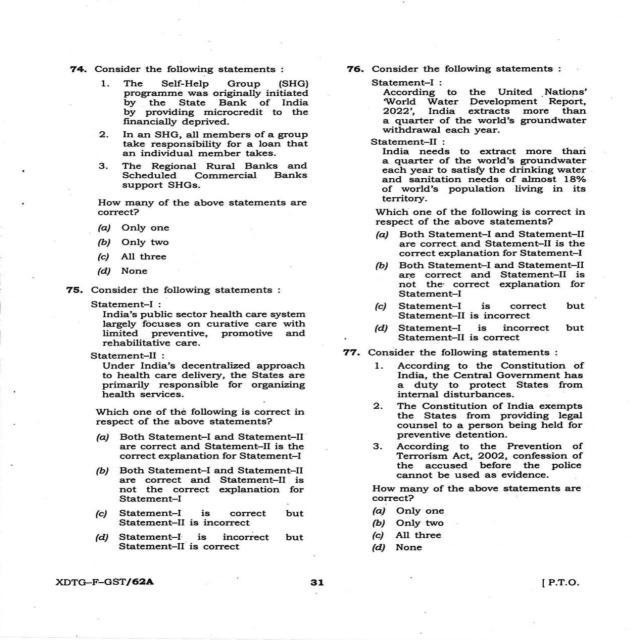 74. Consider the following statements :
1. The Self-Help Group (SHG)
programme was originally initiated
by the State Bank of India
by providing microcredit to the
financially deprived.
2. In an SHG, all members of a group
take responsibility for a loan that
an individual member takes.
3. The Regional Rural Banks and
Scheduled Commercial Banks
support SHGs.
How many of the above statements are
correct?
(a) Only one
(b) Only two
(c) All three
(d) None
75. Consider the following statements :
Statement–I :
India's public sector health care system
largely focuses on curative care with
limited preventive, promotive and
rehabilitative care.
Statement–II :
Under India's decentralized approach
to health care delivery, the States are
primarily responsible for organizing
health services.
Which one of the following is correct in
respect of the above statements?
(a) Both Statement–I and Statement–II
are correct and Statement–II is the
correct explanation for Statement–I
(b) Both Statement–I and Statement–II
are correct and Statement–II is
not the correct explanation for
Statement–I
(c) Statement–I is correct but
Statement–II is incorrect
(d) Statement–I is incorrect but
Statement–II is correct
76. Consider the following statements :
Statement–I :
According to the United Nations'
'World Water Development Report,
2022', India extracts more than
a quarter of the world's groundwater
withdrawal each year.
Statement–II :
India needs to extract more than
a quarter of the world's groundwater
each year to satisfy the drinking water
and sanitation needs of almost 18%
of world's population living in its
territory.
Which one of the following is correct in
respect of the above statements?
(a) Both Statement–I and Statement–II
are correct and Statement–II is the
correct explanation for Statement–I
(b) Both Statement–I and Statement–II
are correct and Statement–II is
not the correct explanation for
Statement–I
(c) Statement–I is correct but
Statement–II is incorrect
(d) Statement–I is incorrect but
Statement–II is correct
77. Consider the following statements :
1. According to the Constitution of
India, the Central Government has
a duty to protect States from
internal disturbances.
2. The Constitution of India exempts
the States from providing legal
counsel to a person being held for
preventive detention.
3. According to the Prevention of
Terrorism Act, 2002, confession of
the accused before the police
cannot be used as evidence.
How many of the above statements are
correct?
(a) Only one
(b) Only two
(c) All three
(d) None
XDTG–F–GST/62A
31
[ P.T.O.